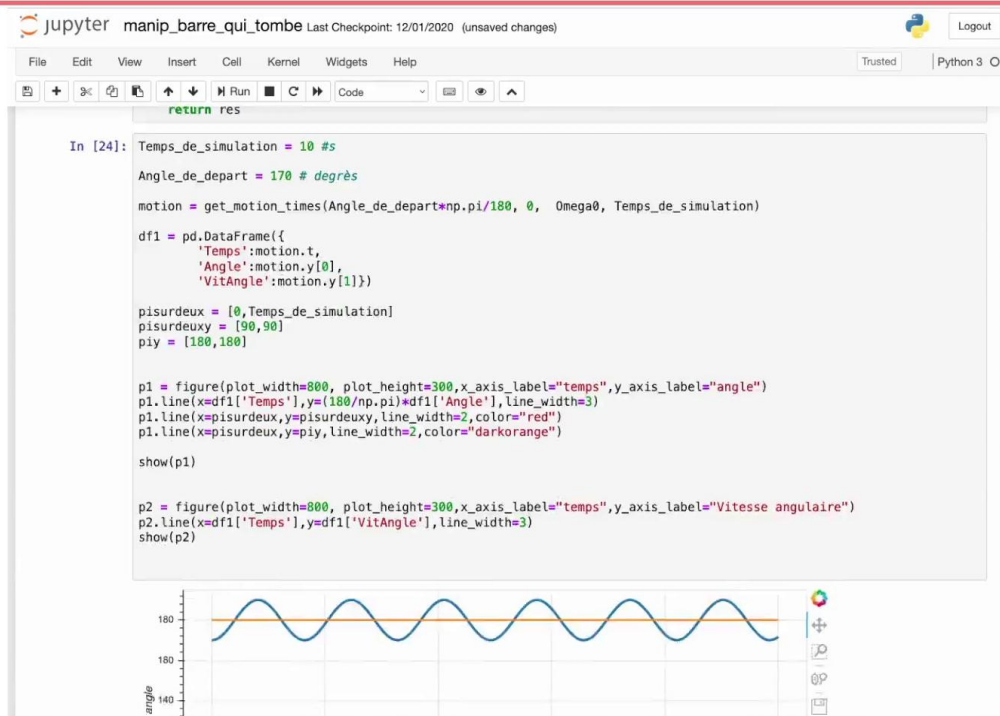 jupyter manip_barre_qui_tombe Last Checkpoint: 12/01/2020 (unsaved changes)
Logout
File Edit View Insert Cell Kernel Widgets Help
Trusted
Python 3
Run
Code
return res
In [24]:
Temps_de_simulation = 10 #s
Angle_de_depart = 170 # degrès
motion = get_motion_times(Angle_de_depart*np.pi/180, 0,  Omega0, Temps_de_simulation)
df1 = pd.DataFrame({
'Temps':motion.t,
'Angle':motion.y[0],
'VitAngle':motion.y[1]})
pisurdeux = [0,Temps_de_simulation]
pisurdeuxy = [90,90]
piy = [180,180]
p1 = figure(plot_width=800, plot_height=300,x_axis_label="temps",y_axis_label="angle")
p1.line(x=df1['Temps'],y=(180/np.pi)*df1['Angle'],line_width=3)
p1.line(x=pisurdeux,y=pisurdeuxy,line_width=2,color="red")
p1.line(x=pisurdeux,y=piy,line_width=2,color="darkorange")
show(p1)
p2 = figure(plot_width=800, plot_height=300,x_axis_label="temps",y_axis_label="Vitesse angulaire")
p2.line(x=df1['Temps'],y=df1['VitAngle'],line_width=3)
show(p2)
180
160
140
angle